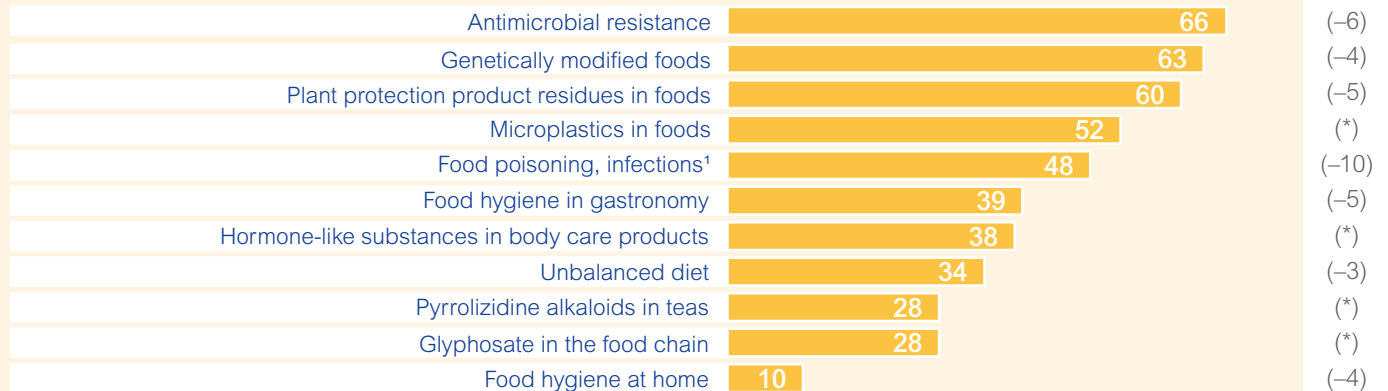 Antimicrobial resistance 66 (–6)
Genetically modified foods 63 (–4)
Plant protection product residues in foods 60 (–5)
Microplastics in foods 52 (*)
Food poisoning, infections¹ 48 (–10)
Food hygiene in gastronomy 39 (–5)
Hormone-like substances in body care products 38 (*)
Unbalanced diet 34 (–3)
Pyrrolizidine alkaloids in teas 28 (*)
Glyphosate in the food chain 28 (*)
Food hygiene at home 10 (–4)